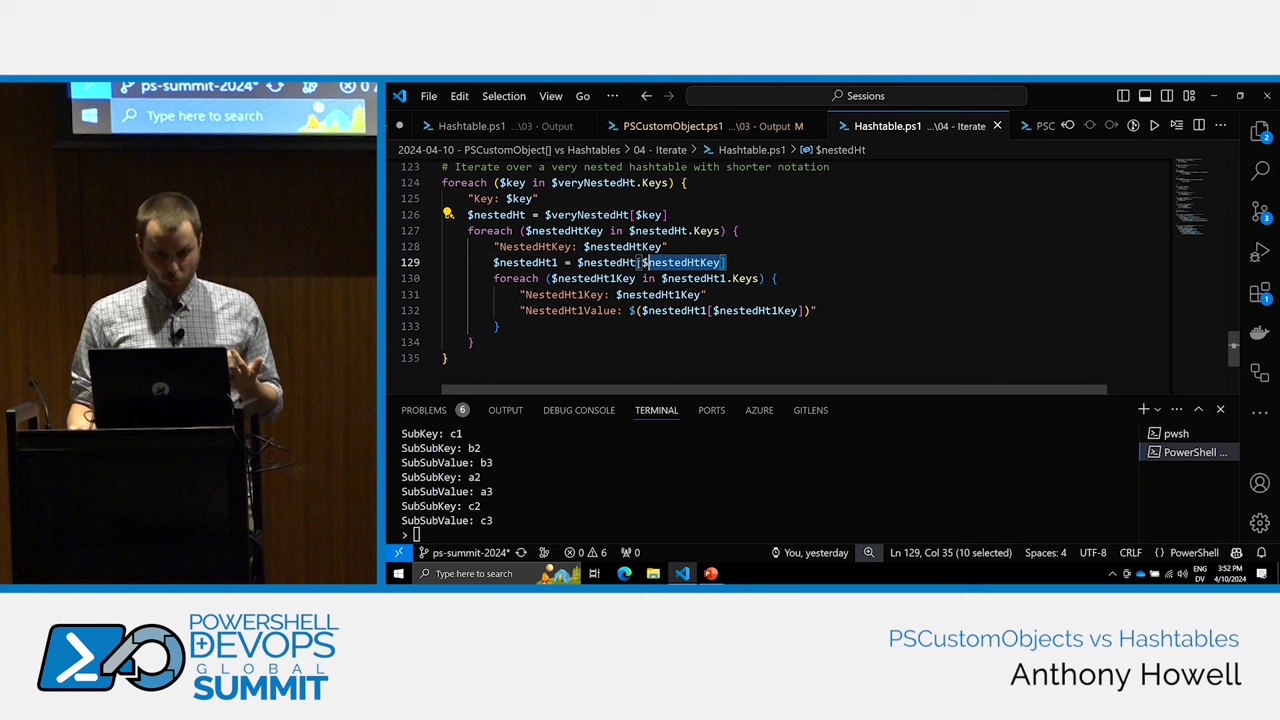 ps-summit-2024*
0
Type here to search
File Edit Selection View Go ··· Sessions
Hashtable.ps1 ...\03 - Output
PSCustomObject.ps1 ...\03 - Output M
Hashtable.ps1 ...\04 - Iterate
PSC
2024-04-10 - PSCustomObject[] vs Hashtables > 04 - Iterate > Hashtable.ps1 > $nestedHt
123 # Iterate over a very nested hashtable with shorter notation
124 foreach ($key in $veryNestedHt.Keys) {
125 "Key: $key"
126 $nestedHt = $veryNestedHt[$key]
127 foreach ($nestedHtKey in $nestedHt.Keys) {
128 "NestedHtKey: $nestedHtKey"
129 $nestedHt1 = $nestedHt[$nestedHtKey]
130 foreach ($nestedHt1Key in $nestedHt1.Keys) {
131 "NestedHt1Key: $nestedHt1Key"
132 "NestedHt1Value: $($nestedHt1[$nestedHt1Key])"
133 }
134 }
135 }
PROBLEMS 6 OUTPUT DEBUG CONSOLE TERMINAL PORTS AZURE GITLENS
SubKey: c1
SubSubKey: b2
SubSubValue: b3
SubSubKey: a2
SubSubValue: a3
SubSubKey: c2
SubSubValue: c3
>
pwsh
PowerShell ...
2
3
1
ps-summit-2024* 0 6 0 You, yesterday Ln 129, Col 35 (10 selected) Spaces: 4 UTF-8 CRLF { } PowerShell
Type here to search
ENG
DV
3:52 PM
4/10/2024
POWERSHELL
DEVOPS
GLOBAL
SUMMIT
PSCustomObjects vs Hashtables
Anthony Howell